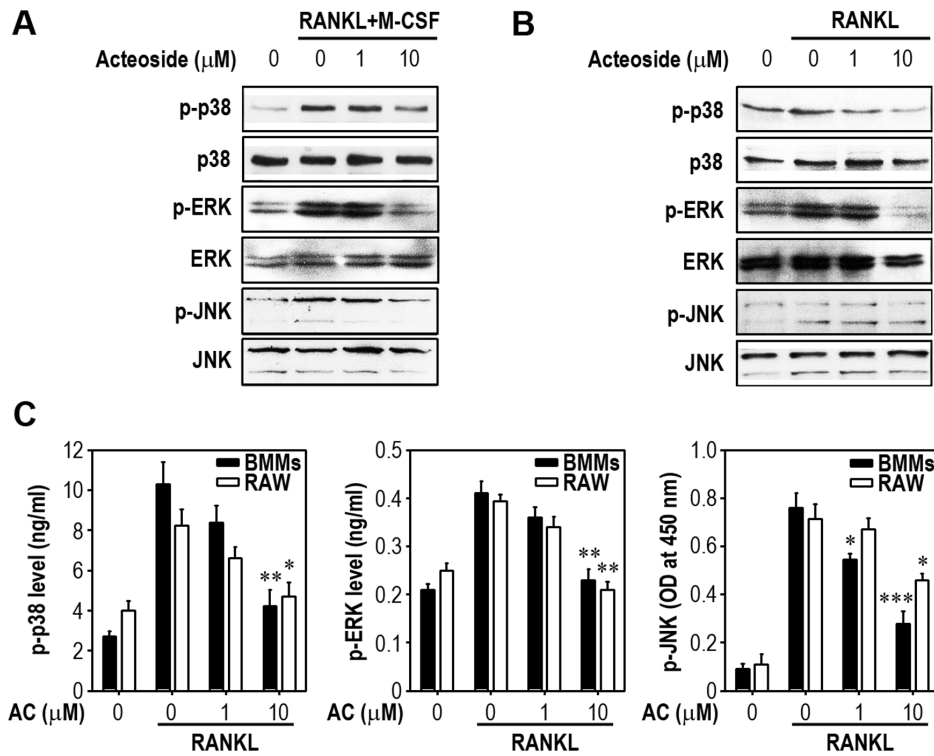 A
RANKL+M-CSF
Acteoside (μM) 0 0 1 10
p-p38
p38
p-ERK
ERK
p-JNK
JNK
B
RANKL
Acteoside (μM) 0 0 1 10
p-p38
p38
p-ERK
ERK
p-JNK
JNK
C
p-p38 level (ng/ml)
12
10
8
6
4
2
0
BMMs
RAW
** *
AC (μM) 0 0 1 10
RANKL
p-ERK level (ng/ml)
0.5
0.4
0.3
0.2
0.1
0
BMMs
RAW
** **
AC (μM) 0 0 1 10
RANKL
p-JNK (OD at 450 nm)
1.0
0.8
0.6
0.4
0.2
0
BMMs
RAW
* *** *
AC (μM) 0 0 1 10
RANKL